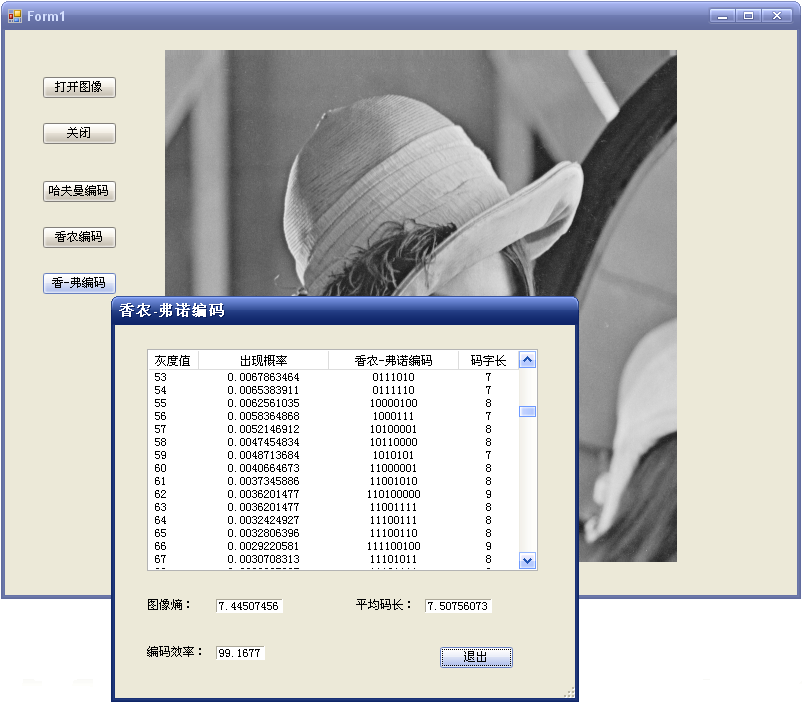 Form1
打开图像
关闭
哈夫曼编码
香农编码
香-弗编码
香农-弗诺编码
灰度值 出现概率 香农-弗诺编码 码字长
53 0.0067863464 0111010 7
54 0.0065383911 0111110 7
55 0.0062561035 10000100 8
56 0.0058364868 1000111 7
57 0.0052146912 10100001 8
58 0.0047454834 10110000 8
59 0.0048713684 1010101 7
60 0.0040664673 11000001 8
61 0.0037345886 11001010 8
62 0.0036201477 110100000 9
63 0.0036201477 11001111 8
64 0.0032424927 11100111 8
65 0.0032806396 11100110 8
66 0.0029220581 111100100 9
67 0.0030708313 11101011 8
图像熵： 7.44507456 平均码长： 7.50756073
编码效率： 99.1677
退出